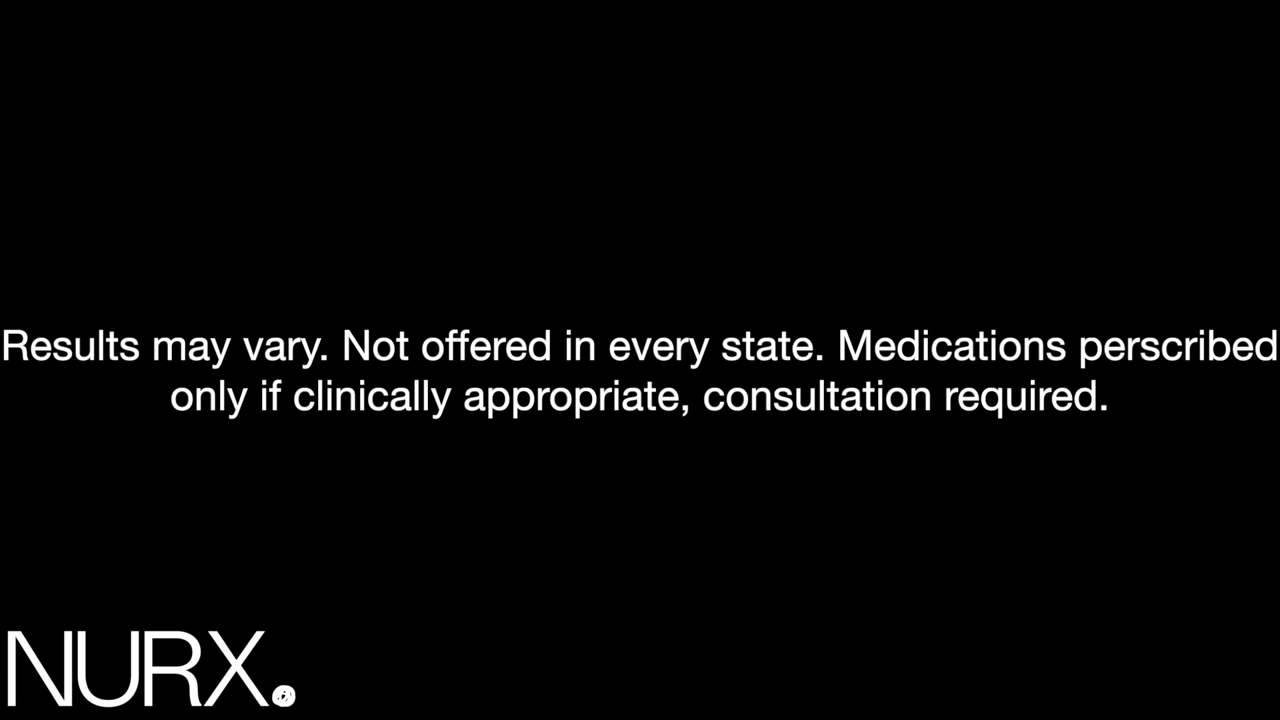 Results may vary. Not offered in every state. Medications perscribed
only if clinically appropriate, consultation required.
NURX.